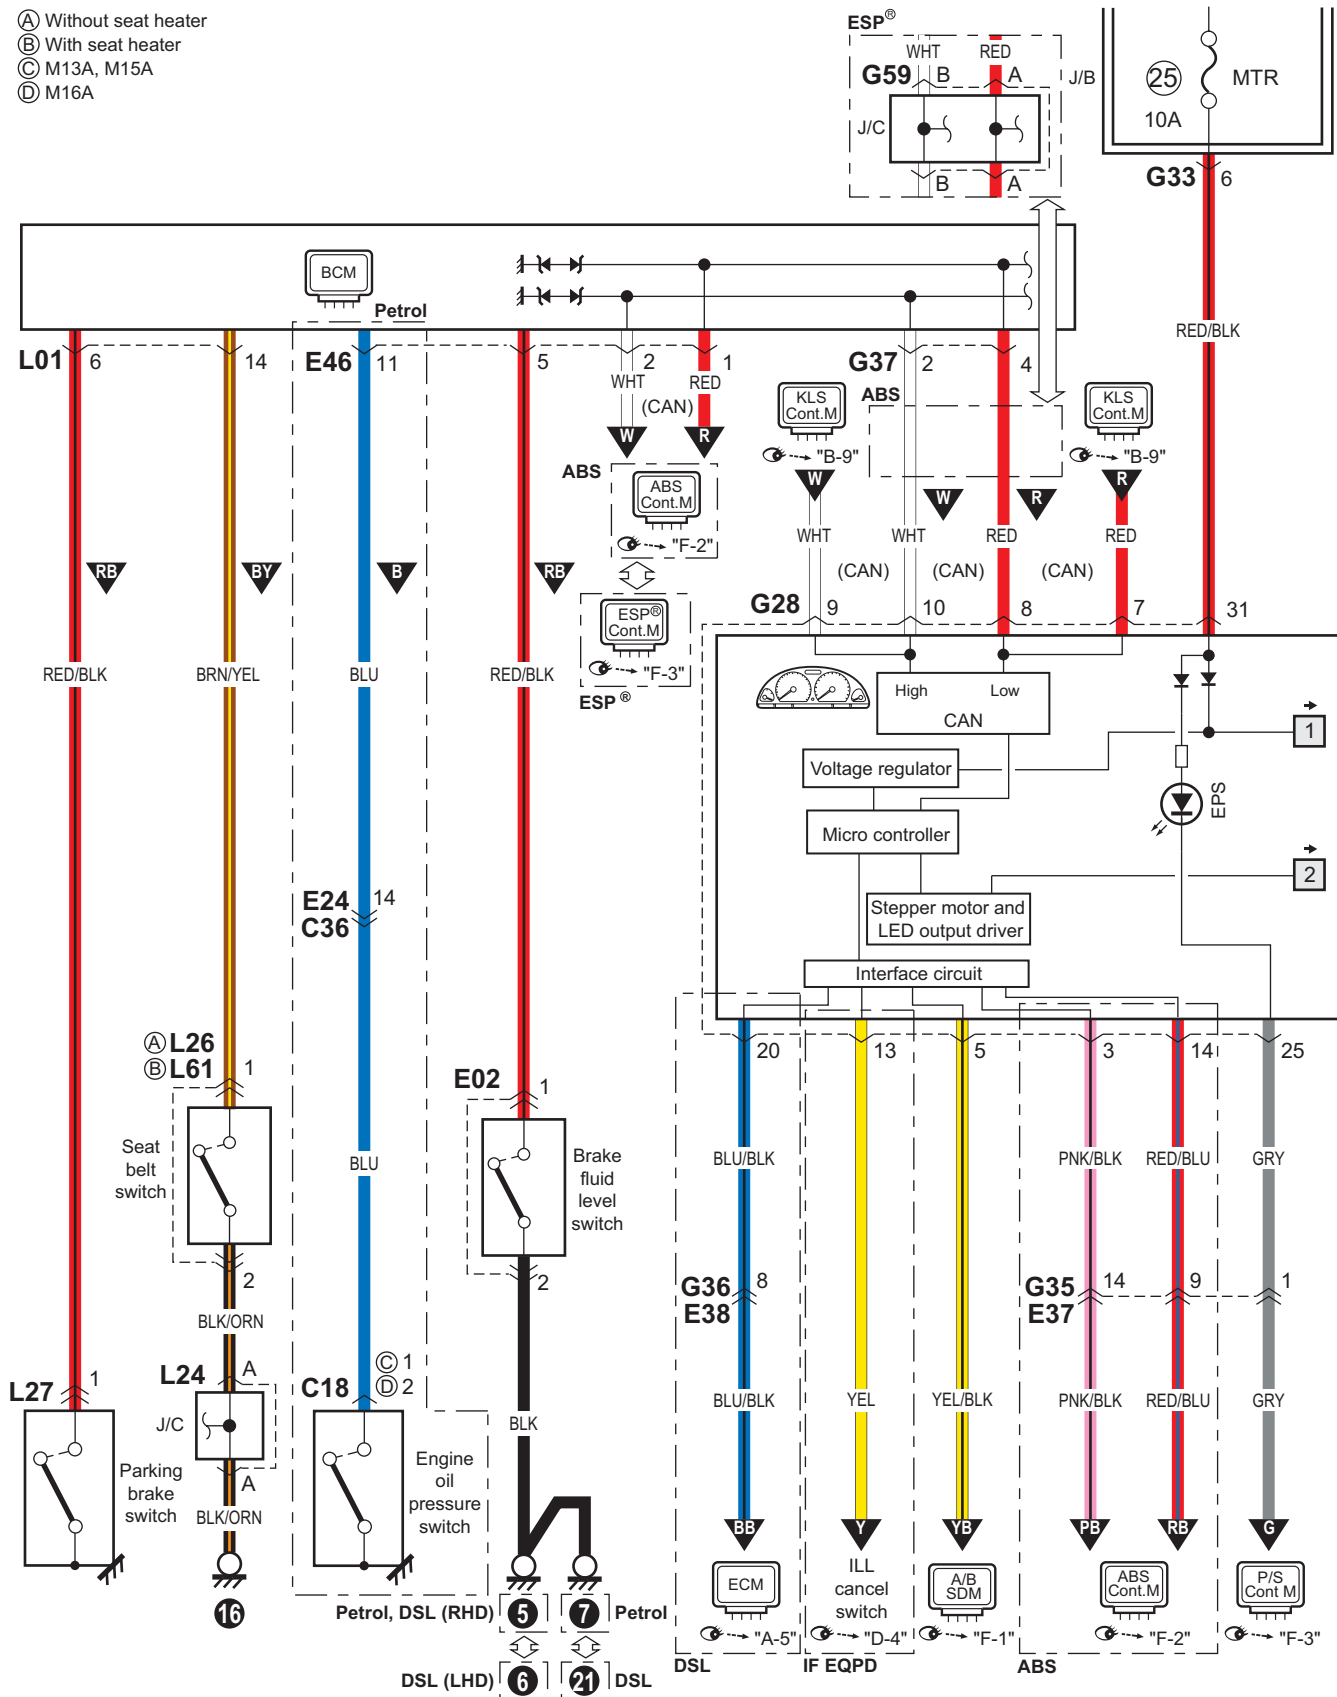 Ⓐ Without seat heater
Ⓑ With seat heater
Ⓒ M13A, M15A
Ⓓ M16A
ESP®
WHT RED
G59 B A
J/B
J/C
B A
25 MTR
10A
G33 6
BCM
Petrol
RED/BLK
L01 6 14 E46 11 5 2 1 G37 2 4
WHT RED
(CAN)
W R
KLS Cont.M
ABS
KLS Cont.M
"B-9" "B-9"
W W R R
ABS
ABS Cont.M
"F-2"
WHT WHT RED RED
(CAN) (CAN) (CAN)
RB BY B RB
ESP® Cont.M
"F-3"
ESP®
G28 9 10 8 7 31
RED/BLK BRN/YEL BLU RED/BLK
High Low
CAN
1
Voltage regulator
EPS
Micro controller
2
E24 14
C36
Stepper motor and
LED output driver
Interface circuit
Ⓐ L26
Ⓑ L61 1
E02 1
20 13 5 3 14 25
Seat
belt
switch
Brake
fluid
level
switch
BLU
BLU/BLK PNK/BLK RED/BLU GRY
2 2
G36 8
E38
G35 14 9 1
E37
BLK/ORN
L27 1
L24 A
C18 Ⓒ 1
Ⓓ 2
BLU/BLK YEL YEL/BLK PNK/BLK RED/BLU GRY
J/C
BLK
Parking
brake
switch
A
BLK/ORN
Engine
oil
pressure
switch
BB Y YB PB RB G
16
ECM
ILL
cancel
switch
A/B
SDM
ABS
Cont.M
P/S
Cont M
Petrol, DSL (RHD) 5 7 Petrol
"A-5" "D-4" "F-1" "F-2" "F-3"
DSL IF EQPD ABS
DSL (LHD) 6 21 DSL